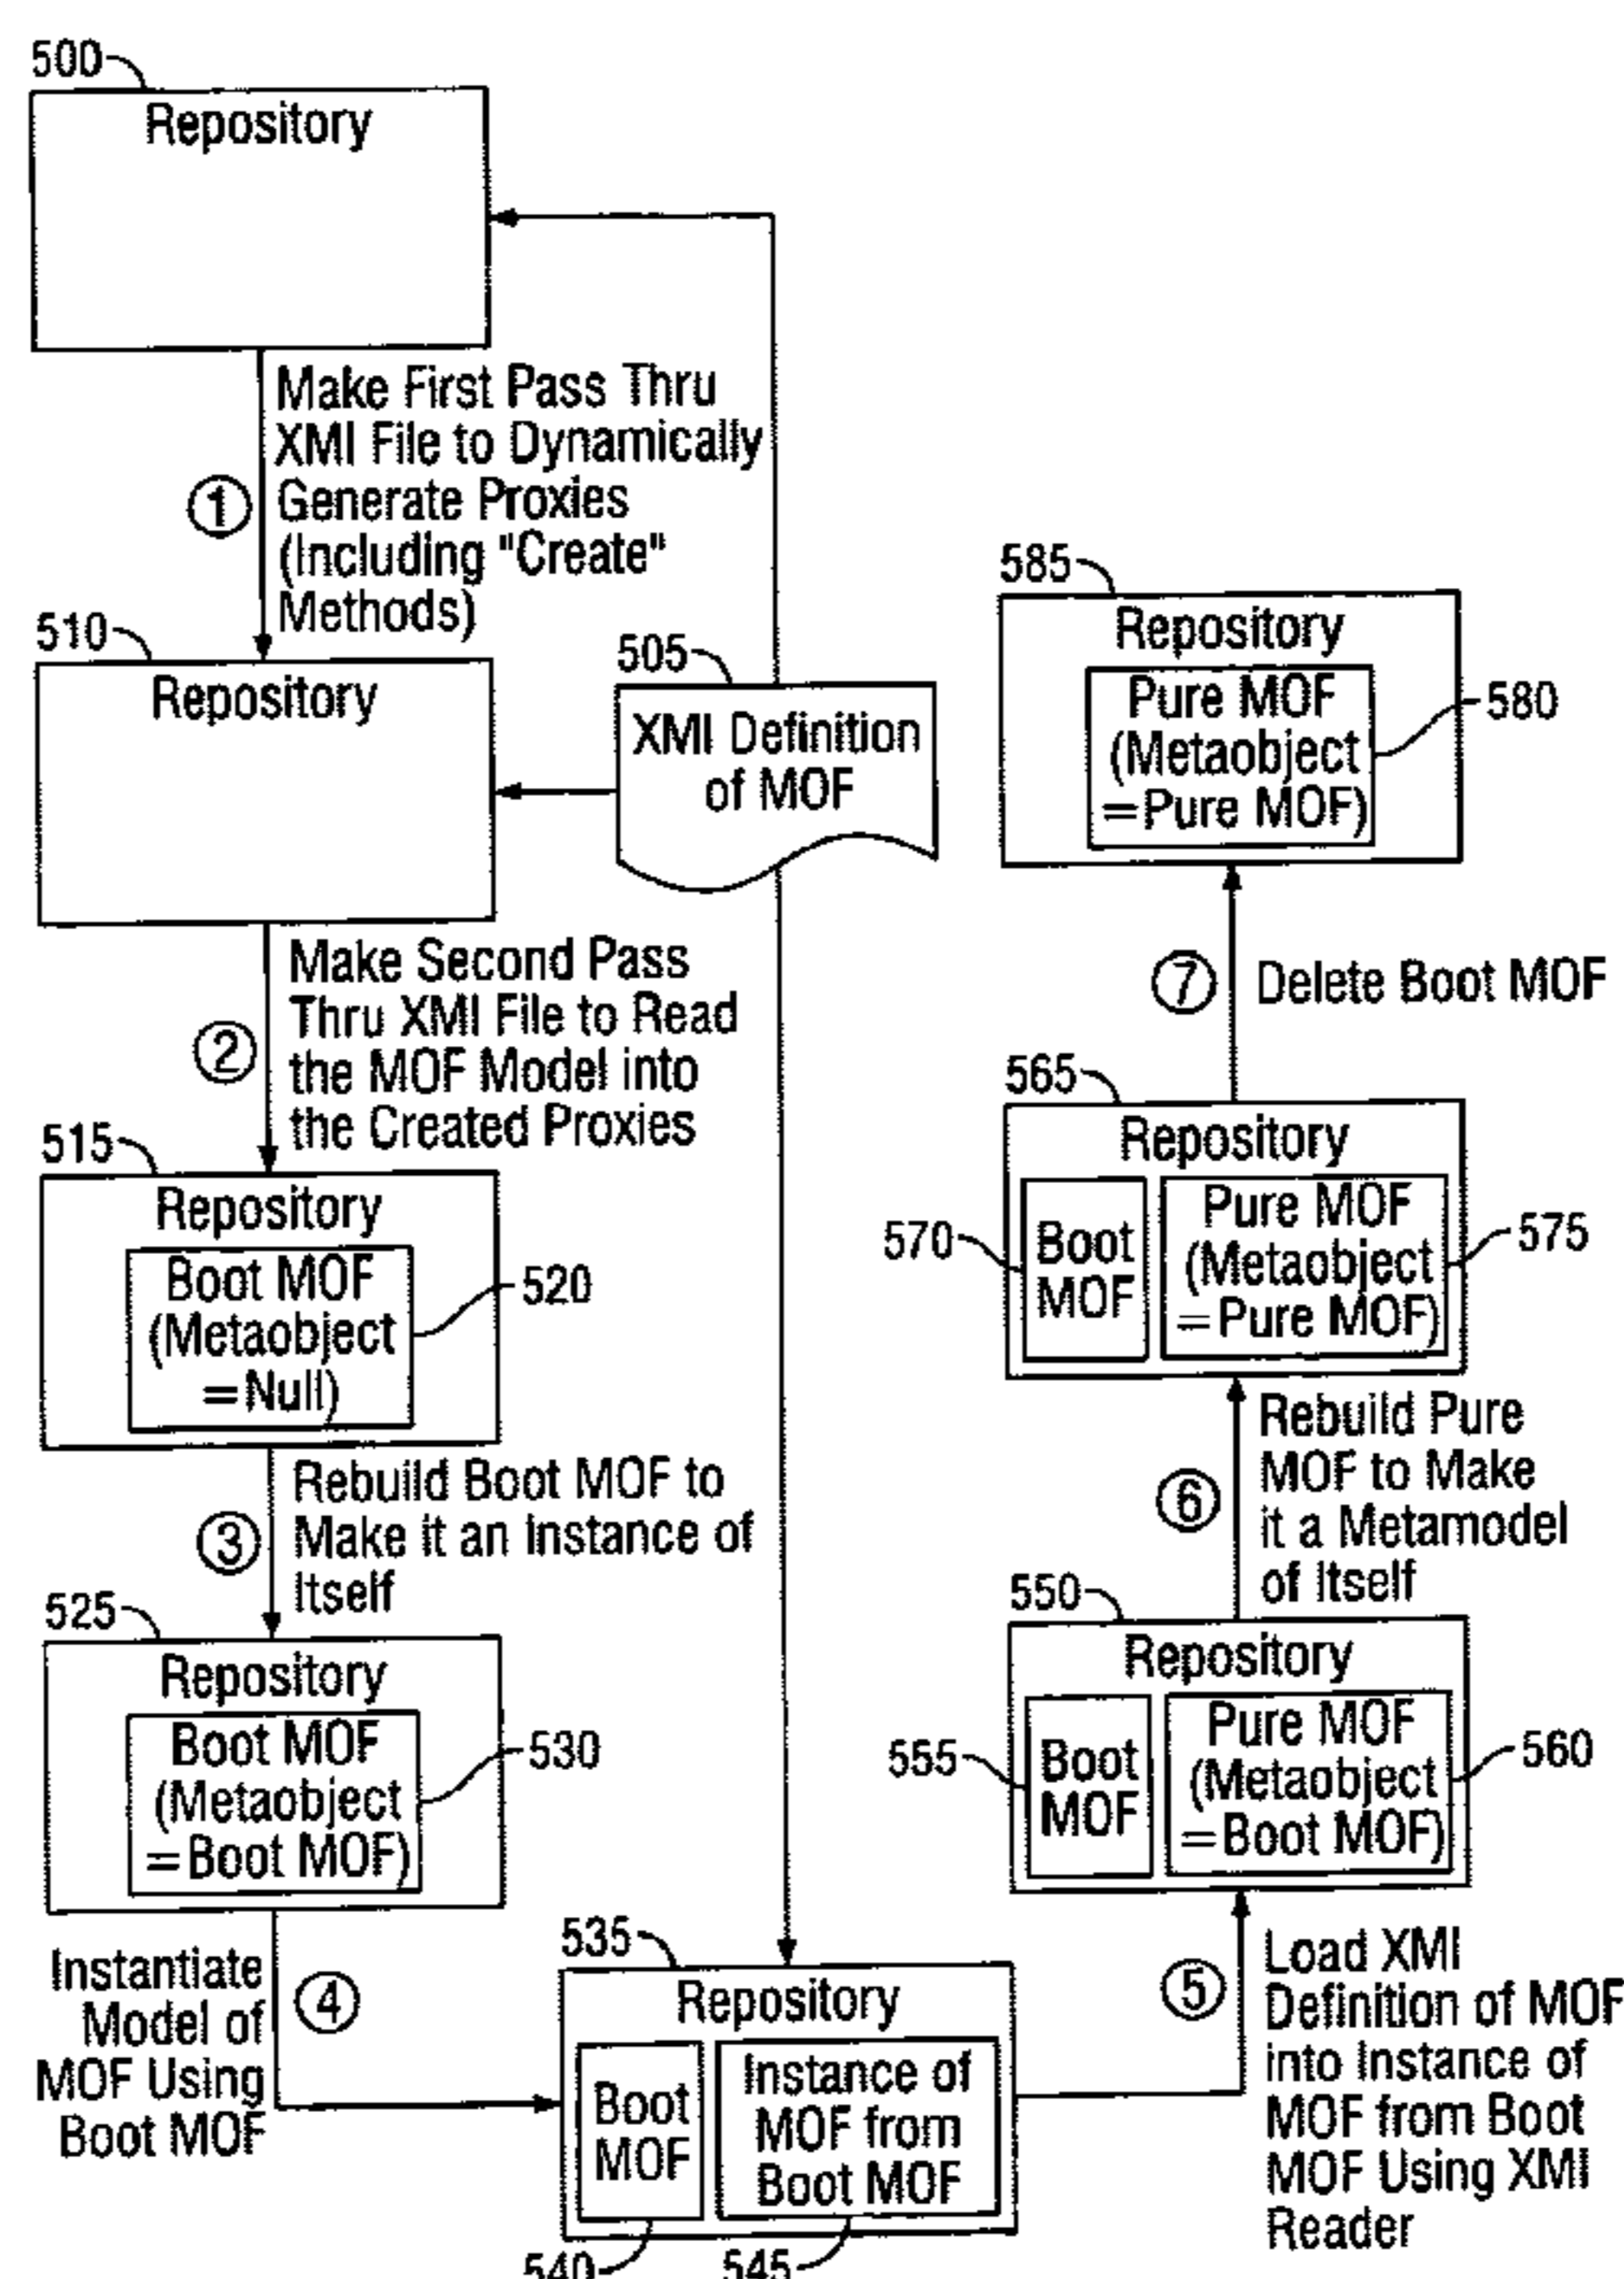 500
Repository
Make First Pass Thru
XMI File to Dynamically
1
Generate Proxies
(Including "Create"
Methods)
510
Repository
505
XMI Definition
of MOF
Make Second Pass
Thru XMI File to Read
2
the MOF Model into
the Created Proxies
515
Repository
Boot MOF
(Metaobject
=Null)
520
Rebuild Boot MOF to
3
Make it an Instance of
Itself
525
Repository
Boot MOF
(Metaobject
=Boot MOF)
530
Instantiate
Model of
MOF Using
Boot MOF
4
535
Repository
Boot
MOF
Instance of
MOF from
Boot MOF
540
545
5
Load XMI
Definition of MOF
into Instance of
MOF from Boot
MOF Using XMI
Reader
550
Repository
555
Boot
MOF
Pure MOF
(Metaobject
=Boot MOF)
560
6
Rebuild Pure
MOF to Make
it a Metamodel
of Itself
565
Repository
570
Boot
MOF
Pure MOF
(Metaobject
=Pure MOF)
575
7
Delete Boot MOF
585
Repository
Pure MOF
(Metaobject
=Pure MOF)
580